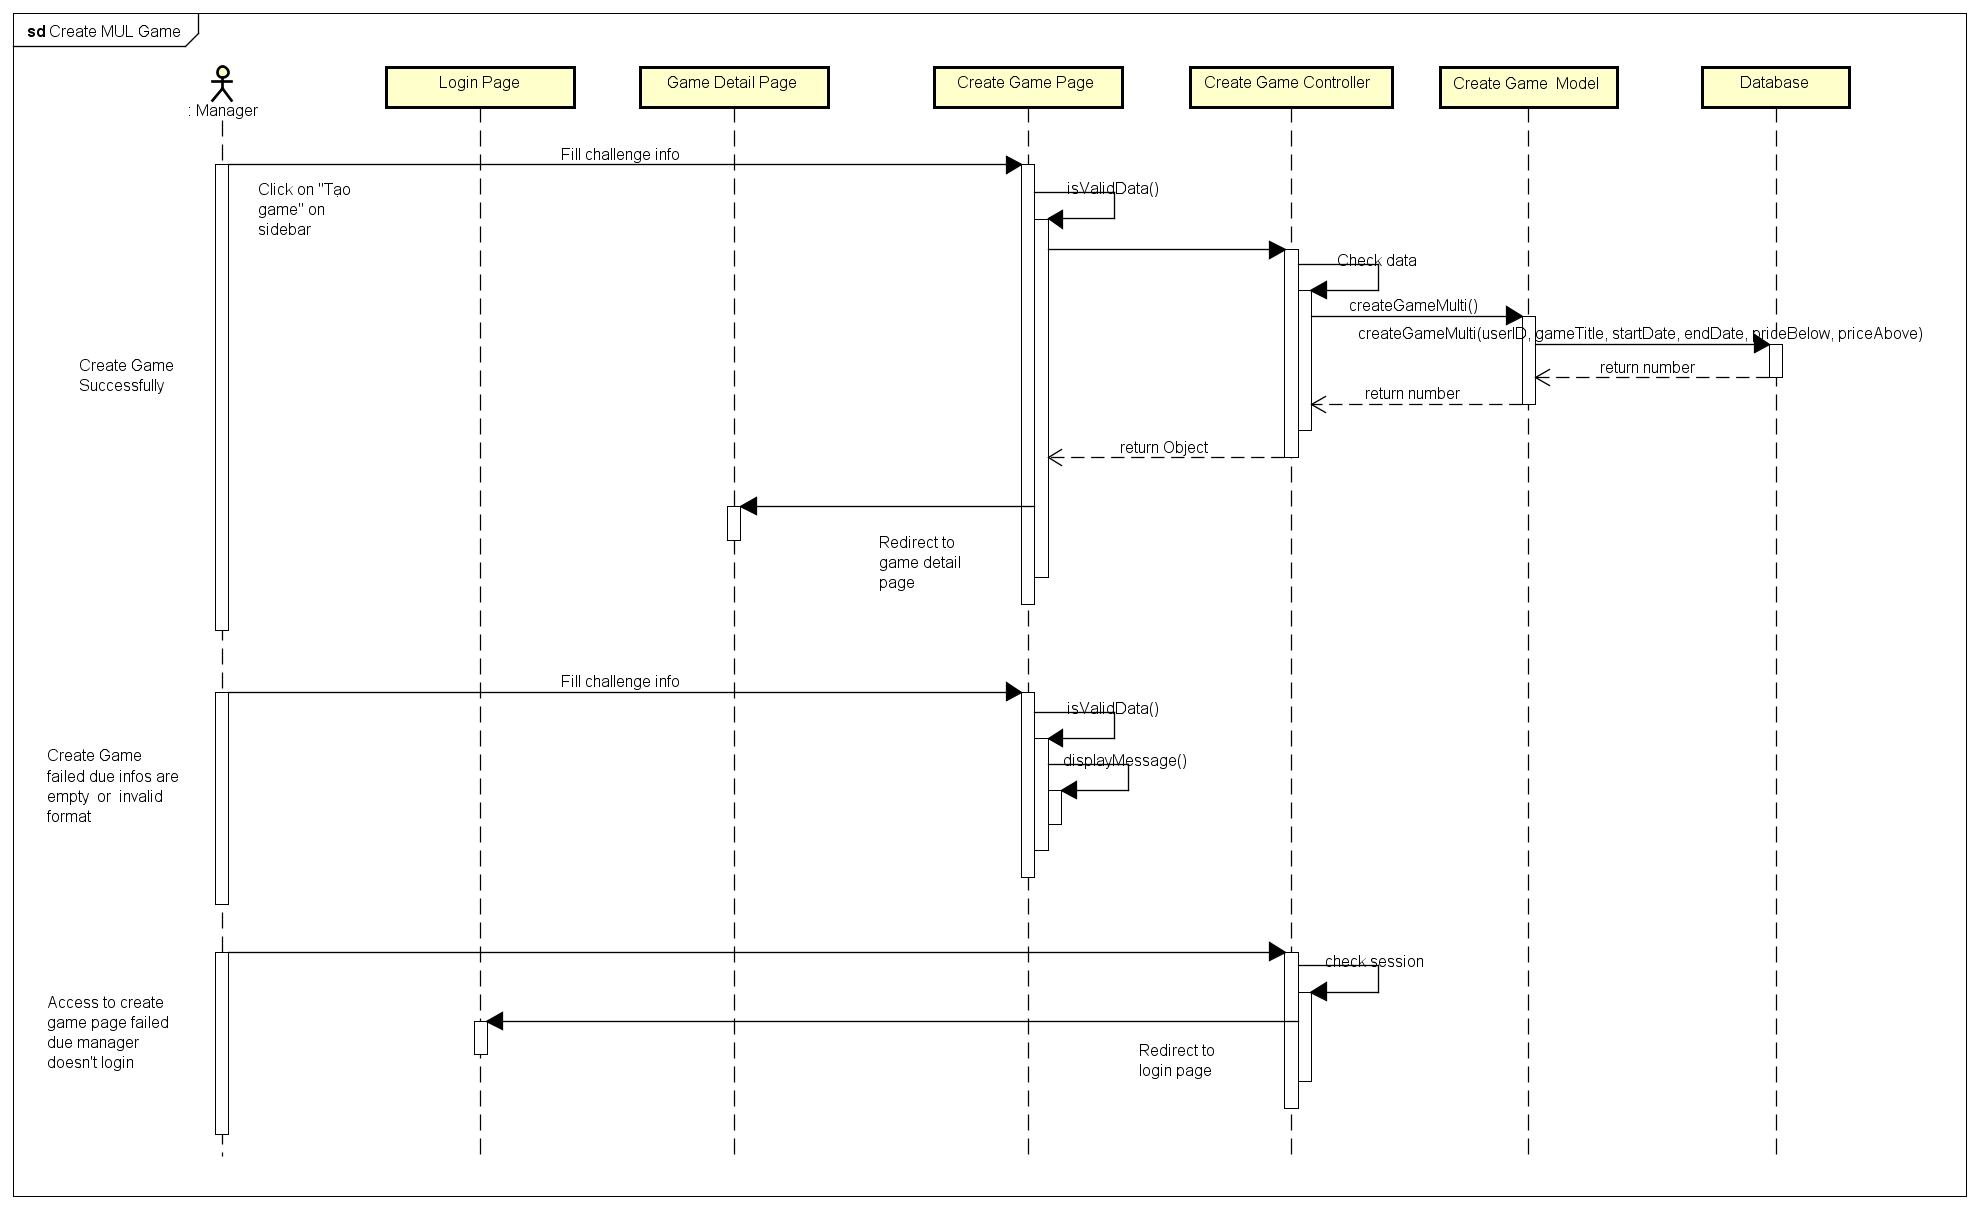 sd Create MUL Game
: Manager
Login Page
Game Detail Page
Create Game Page
Create Game Controller
Create Game  Model
Database
Fill challenge info
Click on "Tạo
game" on
sidebar
isValidData()
Check data
createGameMulti()
createGameMulti(userID, gameTitle, startDate, endDate, prideBelow, priceAbove)
Create Game
Successfully
return number
return number
return Object
Redirect to
game detail
page
Fill challenge info
isValidData()
Create Game
failed due infos are
empty  or  invalid
format
displayMessage()
check session
Access to create
game page failed
due manager
doesn't login
Redirect to
login page